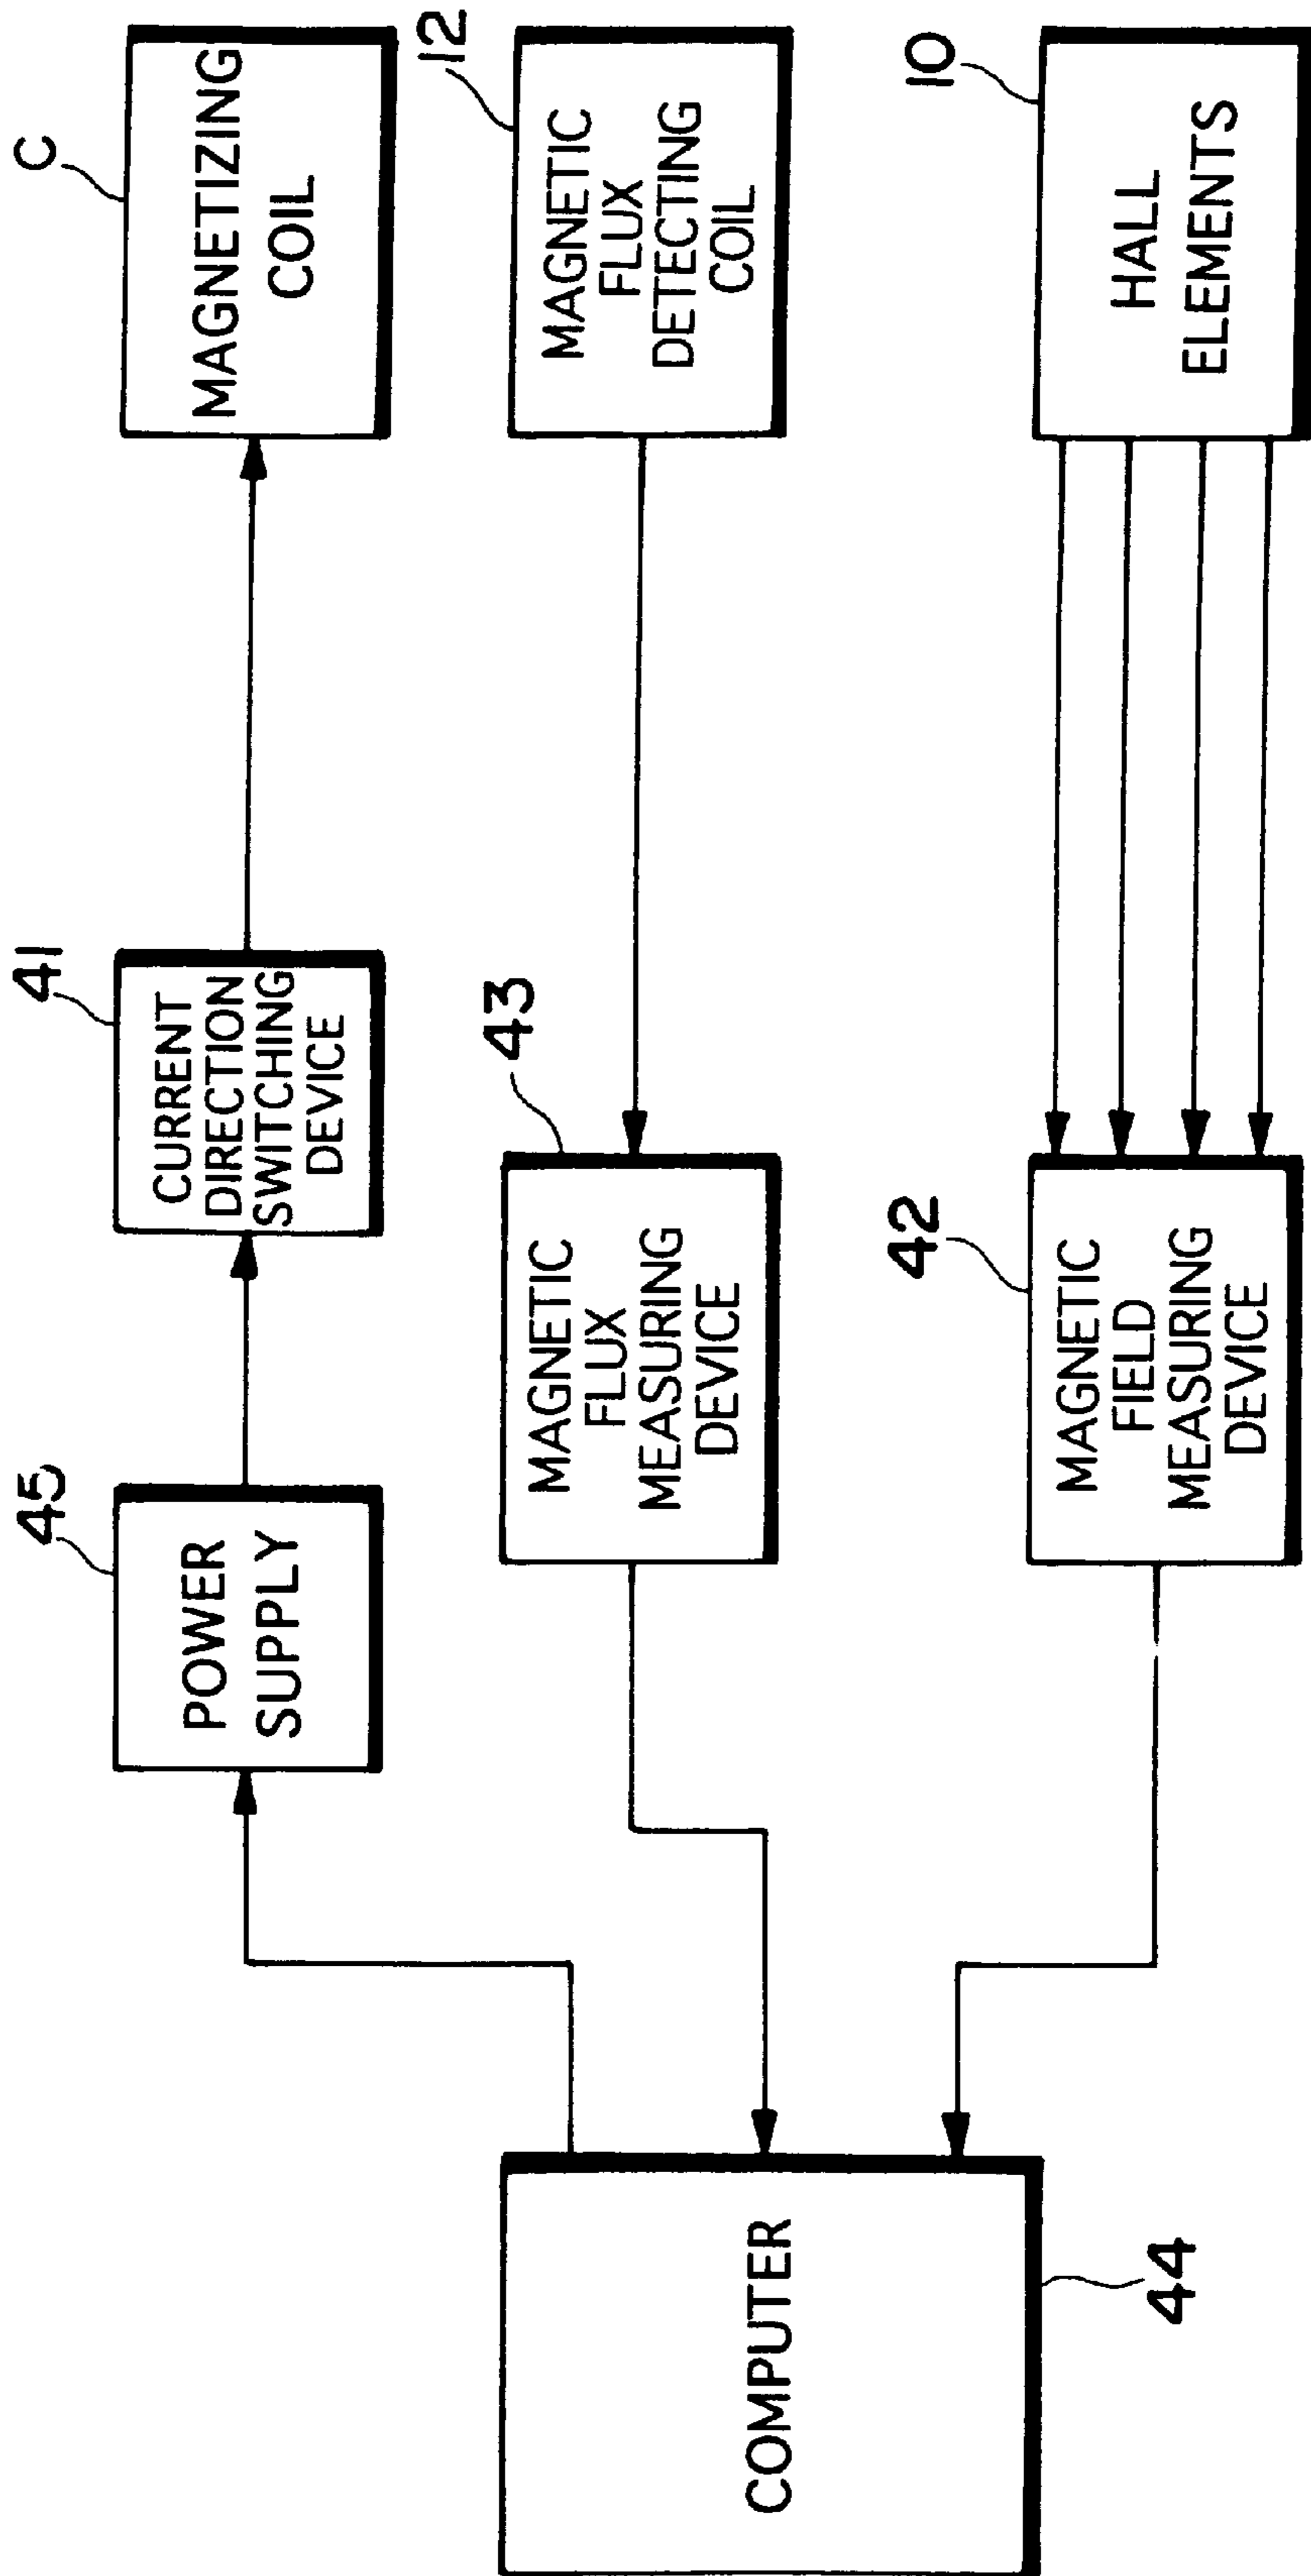 C
MAGNETIZING
COIL
12
MAGNETIC
FLUX
DETECTING
COIL
10
HALL
ELEMENTS
41
CURRENT
DIRECTION
SWITCHING
DEVICE
43
MAGNETIC
FLUX
MEASURING
DEVICE
42
MAGNETIC
FIELD
MEASURING
DEVICE
45
POWER
SUPPLY
COMPUTER
44